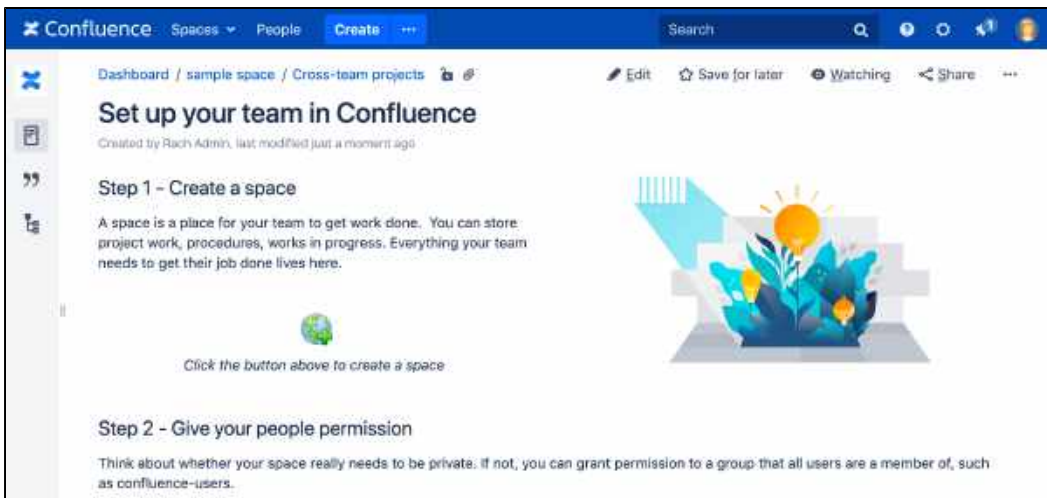 Confluence Spaces People Create ••• Search
Dashboard / sample space / Cross-team projects Edit Save for later Watching Share •••
Set up your team in Confluence
Created by Rach Admin, last modified just a moment ago
Step 1 - Create a space
A space is a place for your team to get work done. You can store
project work, procedures, works in progress. Everything your team
needs to get their job done lives here.
Click the button above to create a space
Step 2 - Give your people permission
Think about whether your space really needs to be private. If not, you can grant permission to a group that all users are a member of, such
as confluence-users.